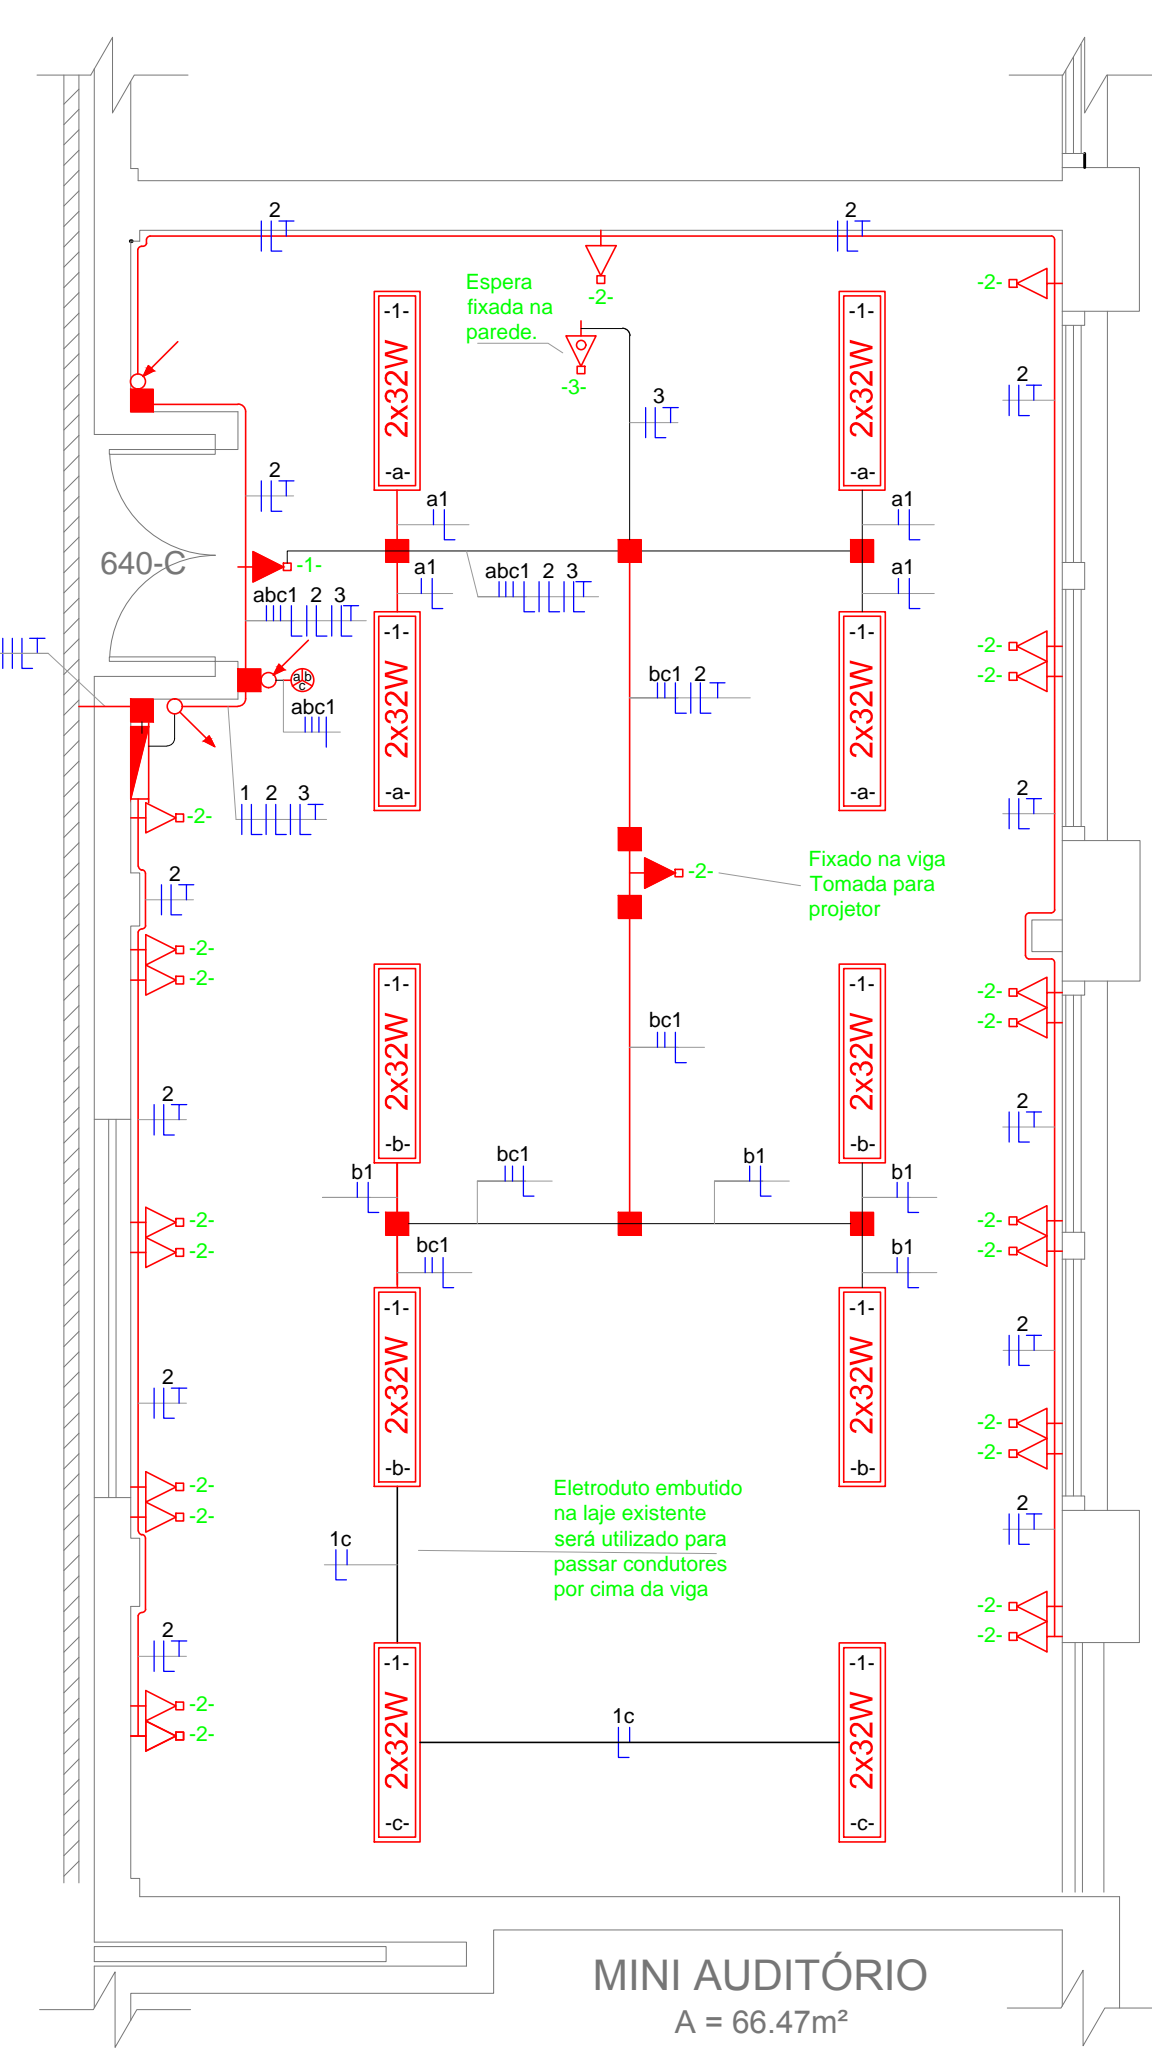 2
2
Espera
fixada na
parede.
-2-
-2-
-1-
2x32W
-a-
-3-
-1-
2x32W
-a-
2
3
2
a1
a1
640-C
-1-
a1
abc1 2 3
a1
abc1 2 3
-1-
2x32W
-a-
-1-
2x32W
-a-
-2-
-2-
bc1 2
a b
c
abc1
1 2 3
-2-
2
2
-2-
Fixado na viga
Tomada para
projetor
-2-
-2-
-1-
2x32W
-b-
-1-
2x32W
-b-
-2-
-2-
bc1
2
2
b1
bc1
b1
b1
-2-
-2-
-2-
-2-
bc1
b1
-1-
2x32W
-b-
-1-
2x32W
-b-
2
2
-2-
-2-
-2-
-2-
Eletroduto embutido
na laje existente
será utilizado para
passar condutores
por cima da viga
1c
2
2
-2-
-2-
-1-
2x32W
-c-
-1-
2x32W
-c-
-2-
-2-
1c
MINI AUDITÓRIO
A = 66.47m²